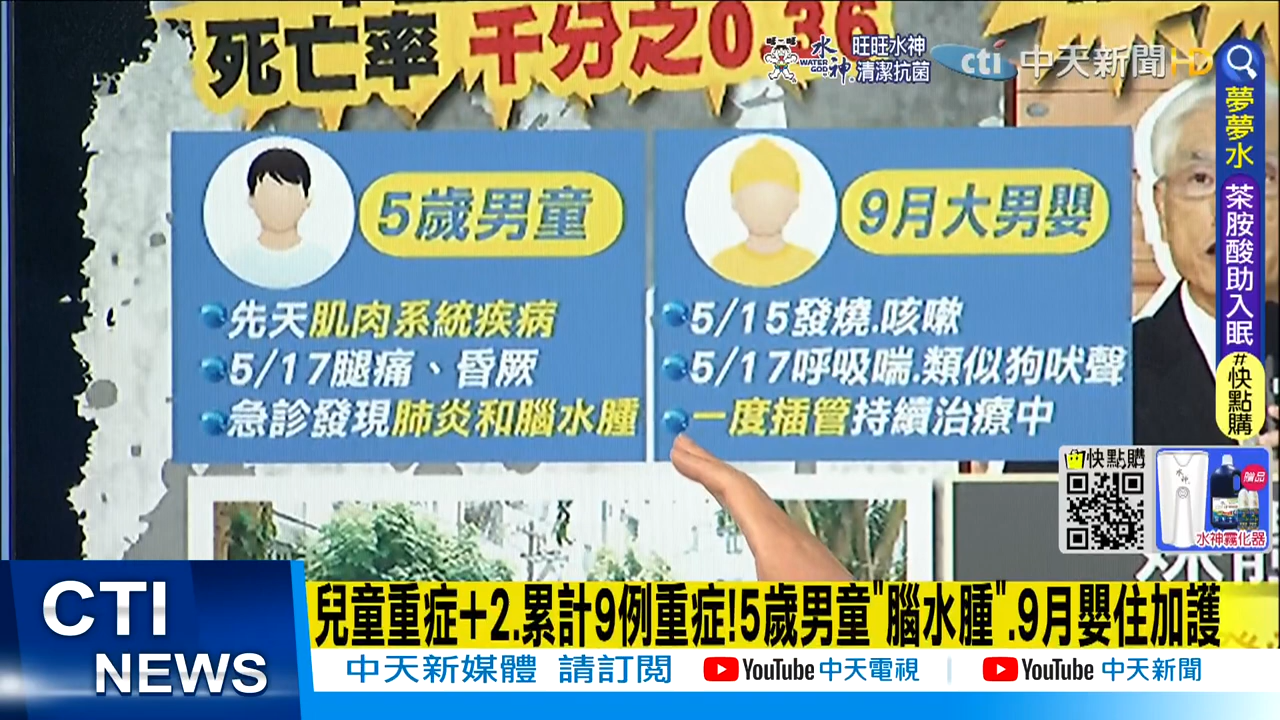 死亡率 千分之0.36
旺旺水神
清潔抗菌
水神
WATER GOD
cti 中天新聞HD
夢夢水
茶胺酸助入眠
#快點購
5歲男童
先天肌肉系統疾病
5/17腿痛、昏厥
急診發現肺炎和腦水腫
9月大男嬰
5/15發燒.咳嗽
5/17呼吸喘.類似狗吠聲
一度插管持續治療中
快點購
贈品
水神霧化器
CTI
NEWS
兒童重症+2.累計9例重症!5歲男童"腦水腫".9月嬰住加護
中天新媒體 請訂閱 YouTube 中天電視 YouTube 中天新聞